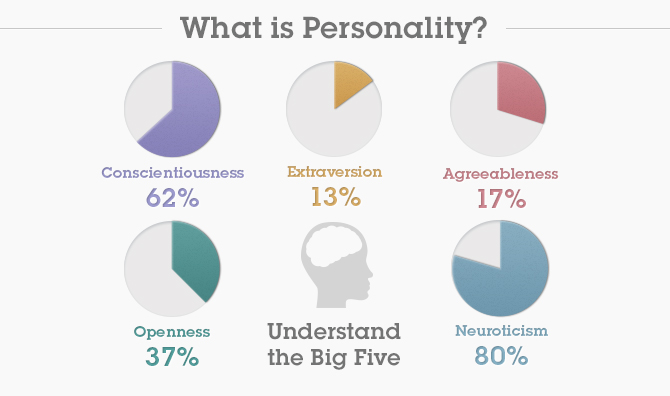 What is Personality?
Conscientiousness
62%
Extraversion
13%
Agreeableness
17%
Openness
37%
Understand
the Big Five
Neuroticism
80%